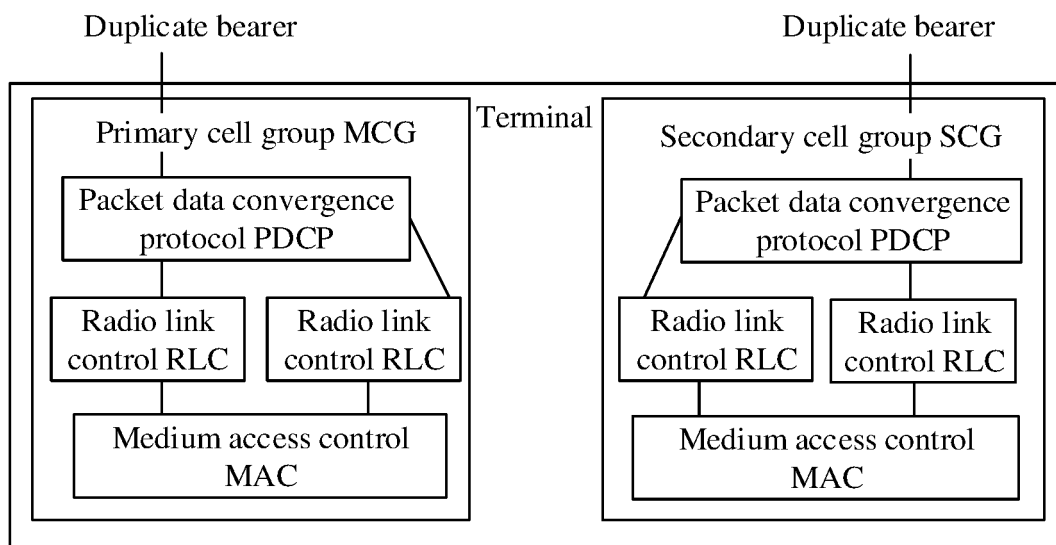 Duplicate bearer
Duplicate bearer
Terminal
Primary cell group MCG
Packet data convergence
protocol PDCP
Radio link
control RLC
Radio link
control RLC
Medium access control
MAC
Secondary cell group SCG
Packet data convergence
protocol PDCP
Radio link
control RLC
Radio link
control RLC
Medium access control
MAC